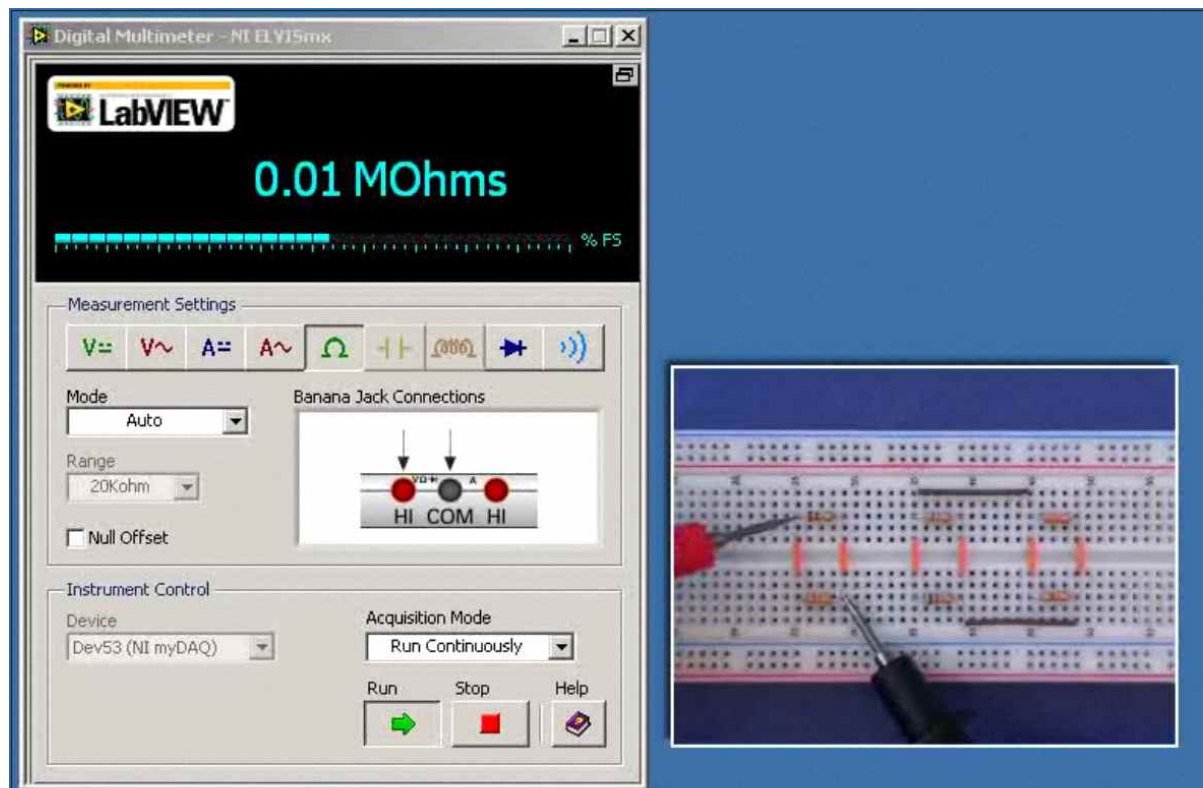 Digital Multimeter - NI ELVISmx
LabVIEW
0.01 MOhms
% FS
Measurement Settings
V
V
A
A
Ω
Mode
Banana Jack Connections
Auto
Range
20Kohm
VΩ
A
HI COM HI
Null Offset
Instrument Control
Device
Acquisition Mode
Dev53 (NI myDAQ)
Run Continuously
Run Stop Help